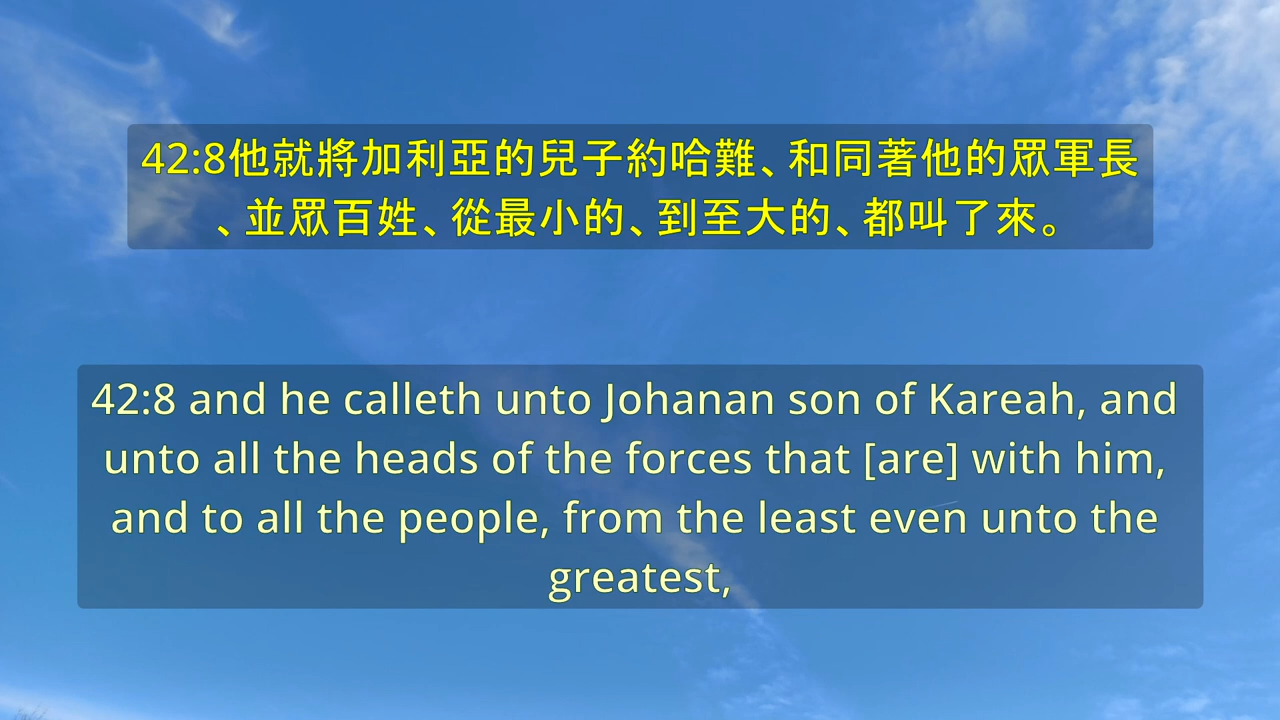 42:8他就將加利亞的兒子約哈難、和同著他的眾軍長
、並眾百姓、從最小的、到至大的、都叫了來。
42:8 and he calleth unto Johanan son of Kareah, and
unto all the heads of the forces that [are] with him,
and to all the people, from the least even unto the
greatest,